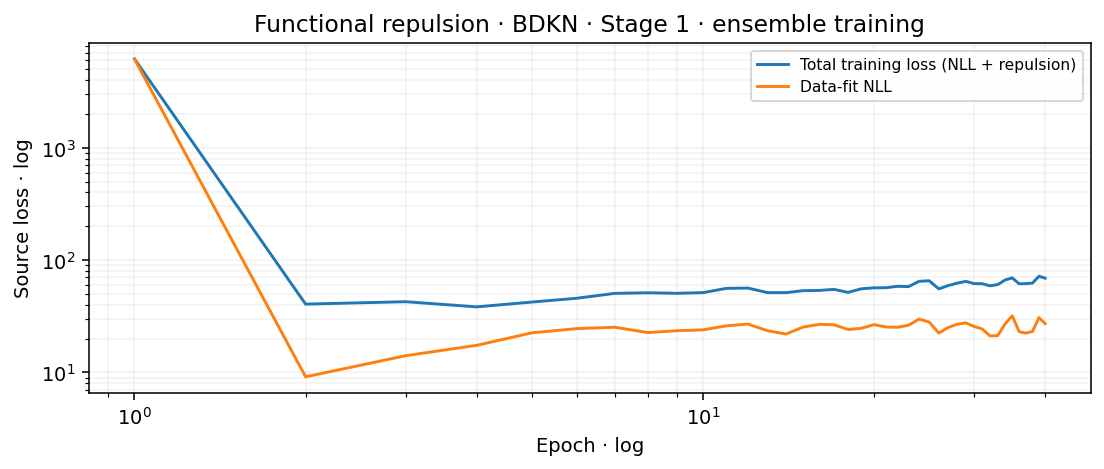 Functional repulsion · BDKN · Stage 1 · ensemble training
Total training loss (NLL + repulsion)
Data-fit NLL
Source loss · log
10³
10²
10¹
10⁰
10¹
Epoch · log